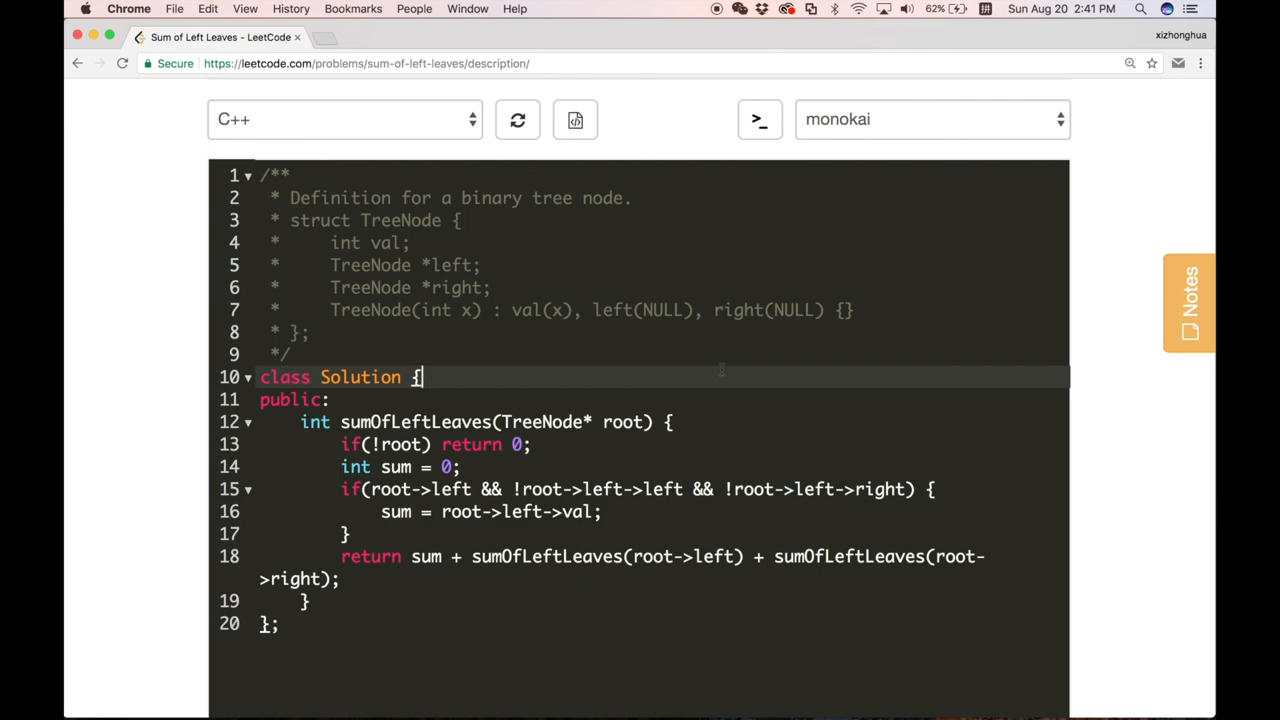 Chrome File Edit View History Bookmarks People Window Help 62% Sun Aug 20 2:41 PM
Sum of Left Leaves - LeetCode × xizhonghua
Secure https://leetcode.com/problems/sum-of-left-leaves/description/
C++ >_ monokai
1 /**
2 * Definition for a binary tree node.
3 * struct TreeNode {
4 * int val;
5 * TreeNode *left;
6 * TreeNode *right;
7 * TreeNode(int x) : val(x), left(NULL), right(NULL) {}
8 * };
9 */
10 class Solution {
11 public:
12 int sumOfLeftLeaves(TreeNode* root) {
13 if(!root) return 0;
14 int sum = 0;
15 if(root->left && !root->left->left && !root->left->right) {
16 sum = root->left->val;
17 }
18 return sum + sumOfLeftLeaves(root->left) + sumOfLeftLeaves(root-
>right);
19 }
20 };
Notes